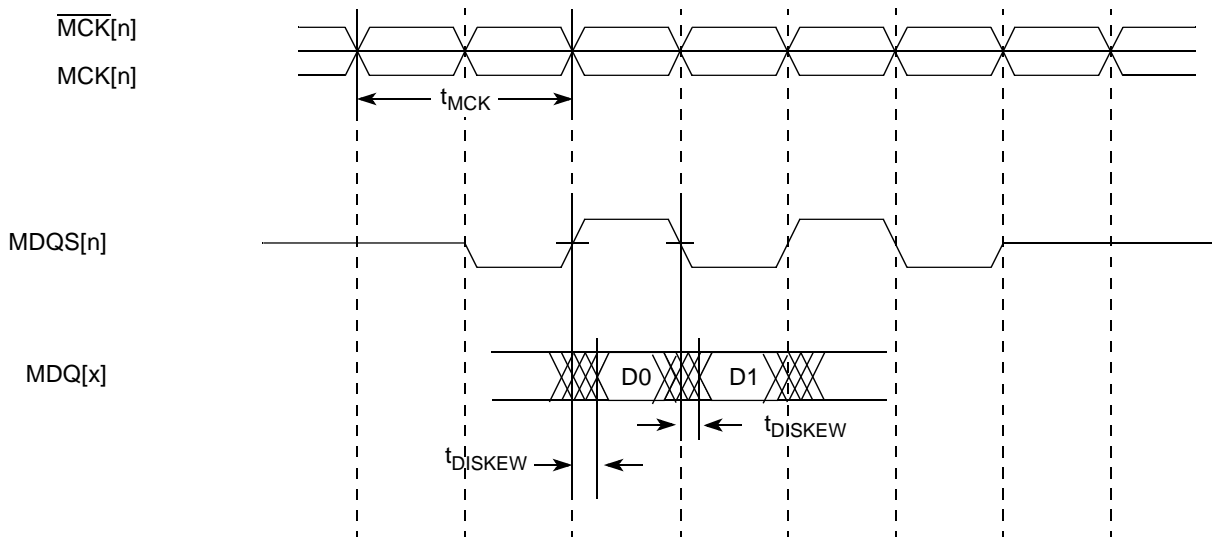 MCK[n]
MCK[n]
tMCK
MDQS[n]
MDQ[x]
D0
D1
tDISKEW
tDISKEW